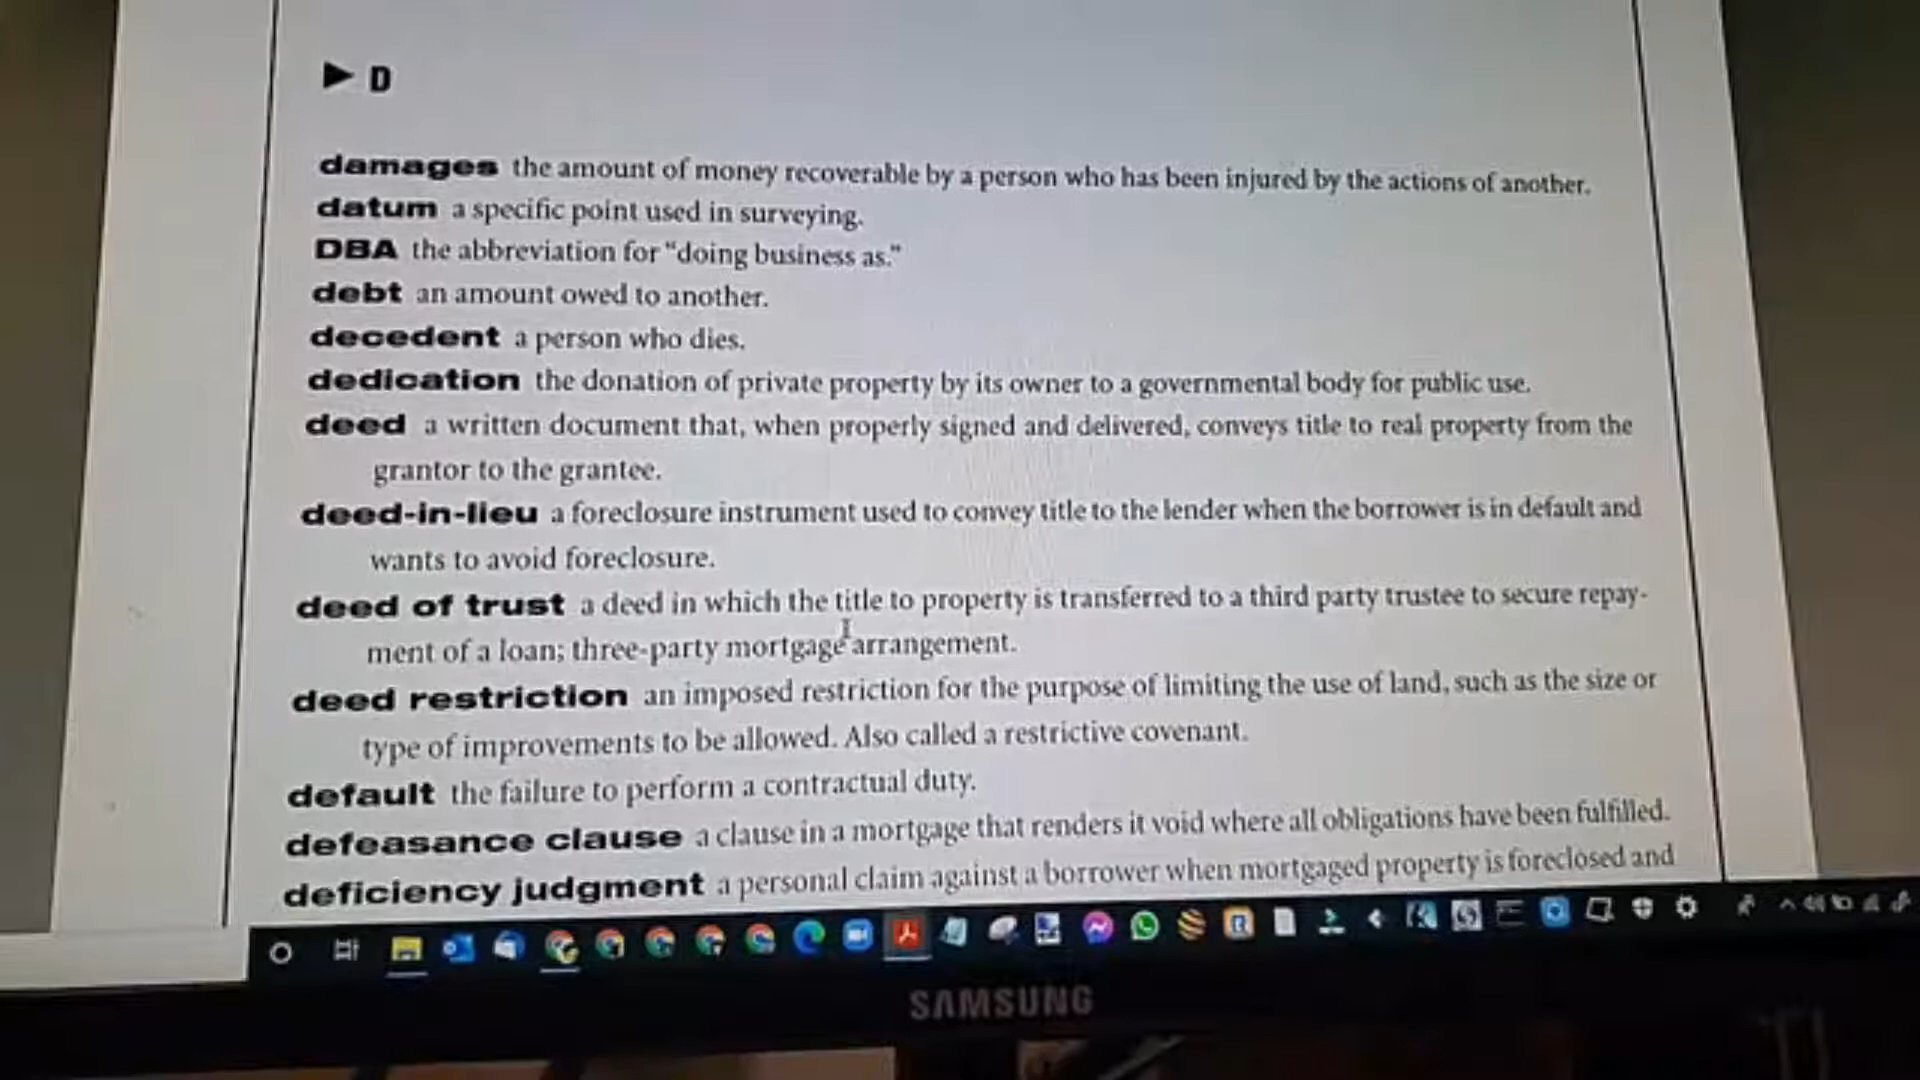 ▶ D
damages the amount of money recoverable by a person who has been injured by the actions of another.
datum a specific point used in surveying.
DBA the abbreviation for "doing business as."
debt an amount owed to another.
decedent a person who dies.
dedication the donation of private property by its owner to a governmental body for public use.
deed a written document that, when properly signed and delivered, conveys title to real property from the
grantor to the grantee.
deed-in-lieu a foreclosure instrument used to convey title to the lender when the borrower is in default and
wants to avoid foreclosure.
deed of trust a deed in which the title to property is transferred to a third party trustee to secure repay-
ment of a loan; three-party mortgage arrangement.
deed restriction an imposed restriction for the purpose of limiting the use of land, such as the size or
type of improvements to be allowed. Also called a restrictive covenant.
default the failure to perform a contractual duty.
defeasance clause a clause in a mortgage that renders it void where all obligations have been fulfilled.
deficiency judgment a personal claim against a borrower when mortgaged property is foreclosed and
SAMSUNG